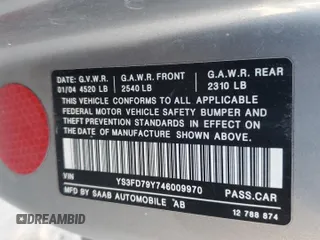 DATE: G.V.W.R. G.A.W.R. FRONT G.A.W.R. REAR
01/04 4520 LB 2540 LB 2310 LB
THIS VEHICLE CONFORMS TO ALL APPLICABLE
FEDERAL MOTOR VEHICLE SAFETY BUMPER AND
THEFT PREVENTION STANDARDS IN EFFECT ON
THE DATE OF MANUFACTURE SHOWN ABOVE.
VIN YS3FD79Y746009970 PASS.CAR
MFD BY SAAB AUTOMOBILE AB
12 788 874
DREAMBID